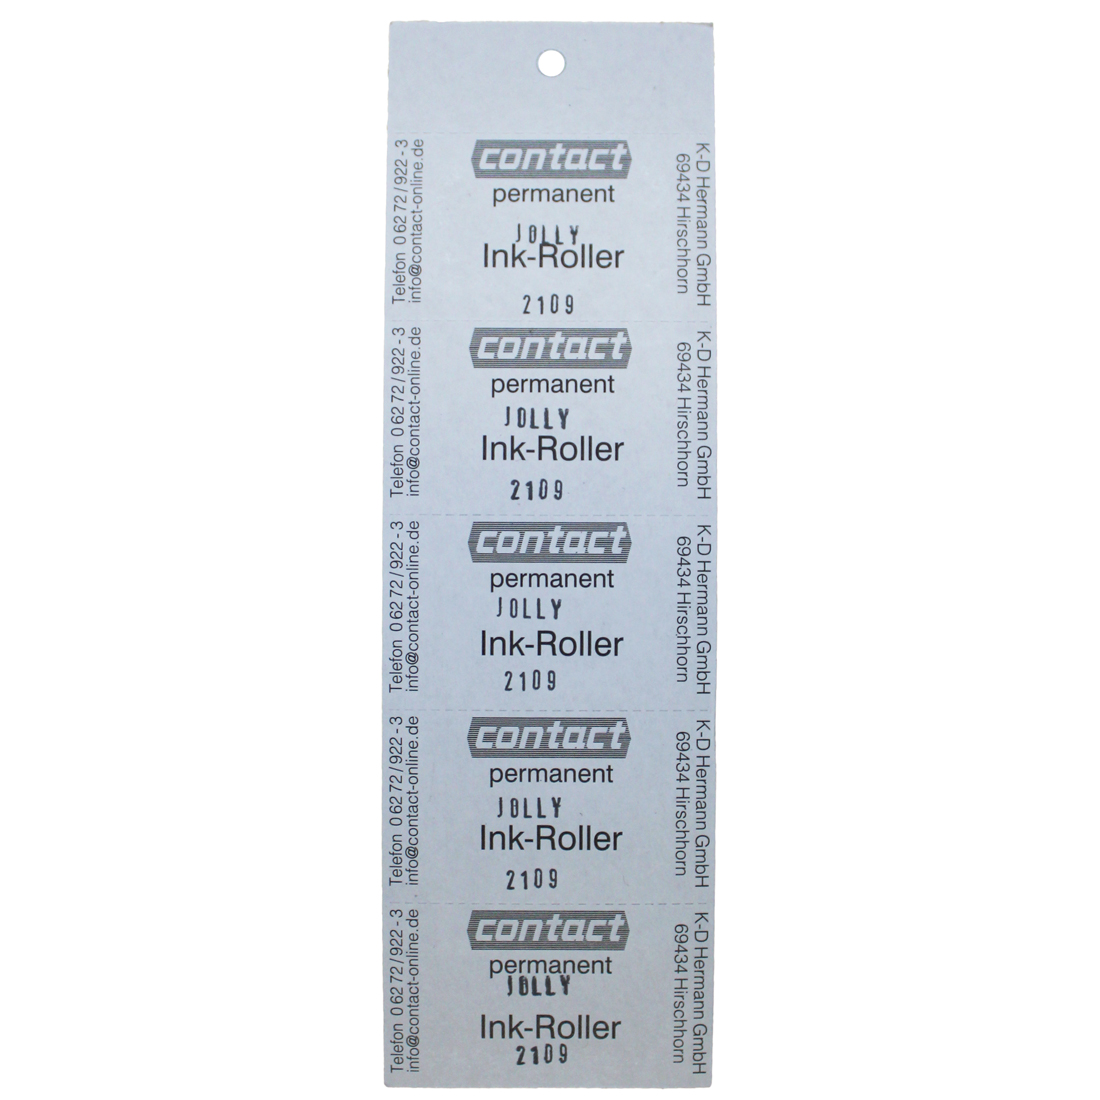 Telefon 0 62 72 / 922 - 3
info@contact-online.de
contact
permanent
JOLLY
Ink-Roller
2109
K-D Hermann GmbH
69434 Hirschhorn
Telefon 0 62 72 / 922 - 3
info@contact-online.de
contact
permanent
JOLLY
Ink-Roller
2109
K-D Hermann GmbH
69434 Hirschhorn
Telefon 0 62 72 / 922 - 3
info@contact-online.de
contact
permanent
JOLLY
Ink-Roller
2109
K-D Hermann GmbH
69434 Hirschhorn
Telefon 0 62 72 / 922 - 3
info@contact-online.de
contact
permanent
JOLLY
Ink-Roller
2109
K-D Hermann GmbH
69434 Hirschhorn
Telefon 0 62 72 / 922 - 3
info@contact-online.de
contact
permanent
JOLLY
Ink-Roller
2109
K-D Hermann GmbH
69434 Hirschhorn